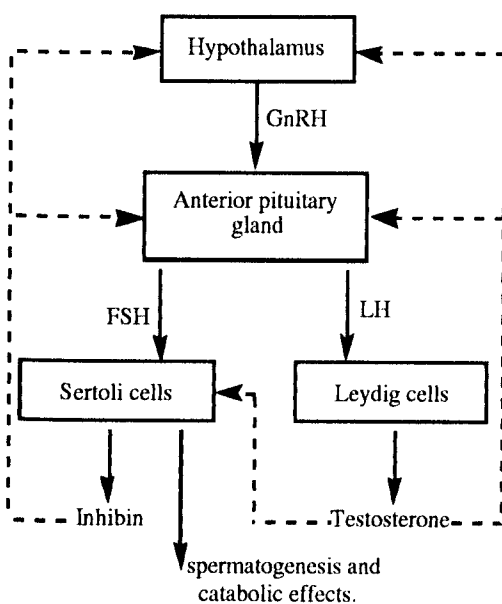 Hypothalamus
GnRH
Anterior pituitary
gland
FSH
LH
Sertoli cells
Leydig cells
Inhibin
Testosterone
spermatogenesis and
catabolic effects.